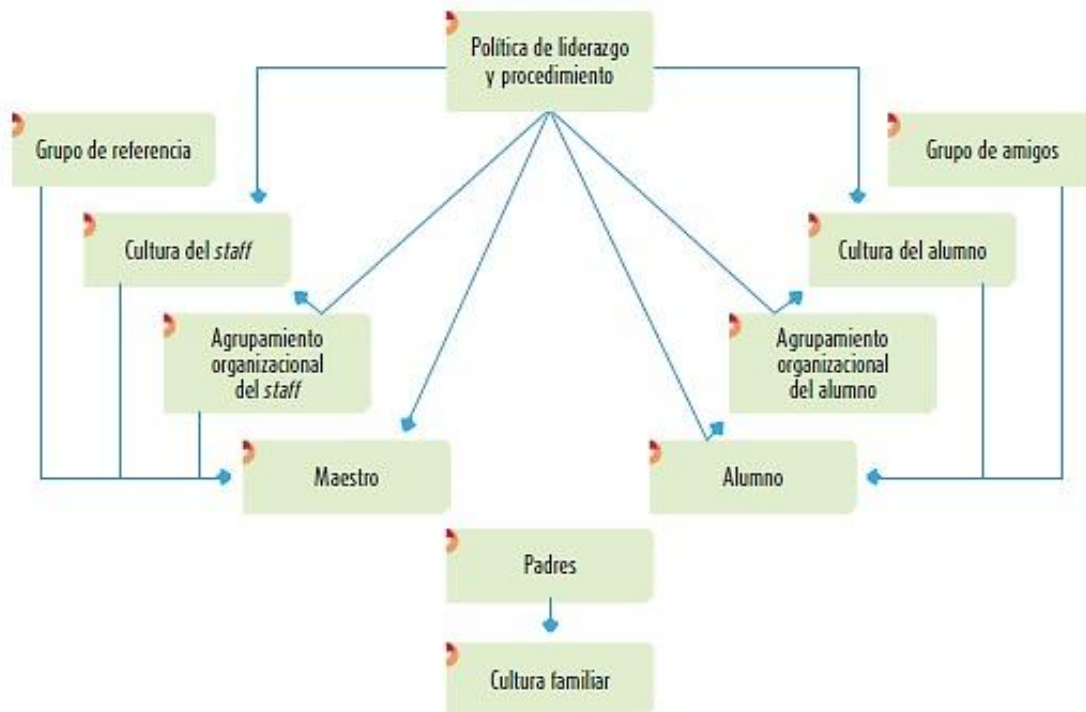 Política de liderazgo
y procedimiento
Grupo de referencia
Grupo de amigos
Cultura del staff
Cultura del alumno
Agrupamiento
organizacional
del staff
Agrupamiento
organizacional
del alumno
Maestro
Alumno
Padres
Cultura familiar